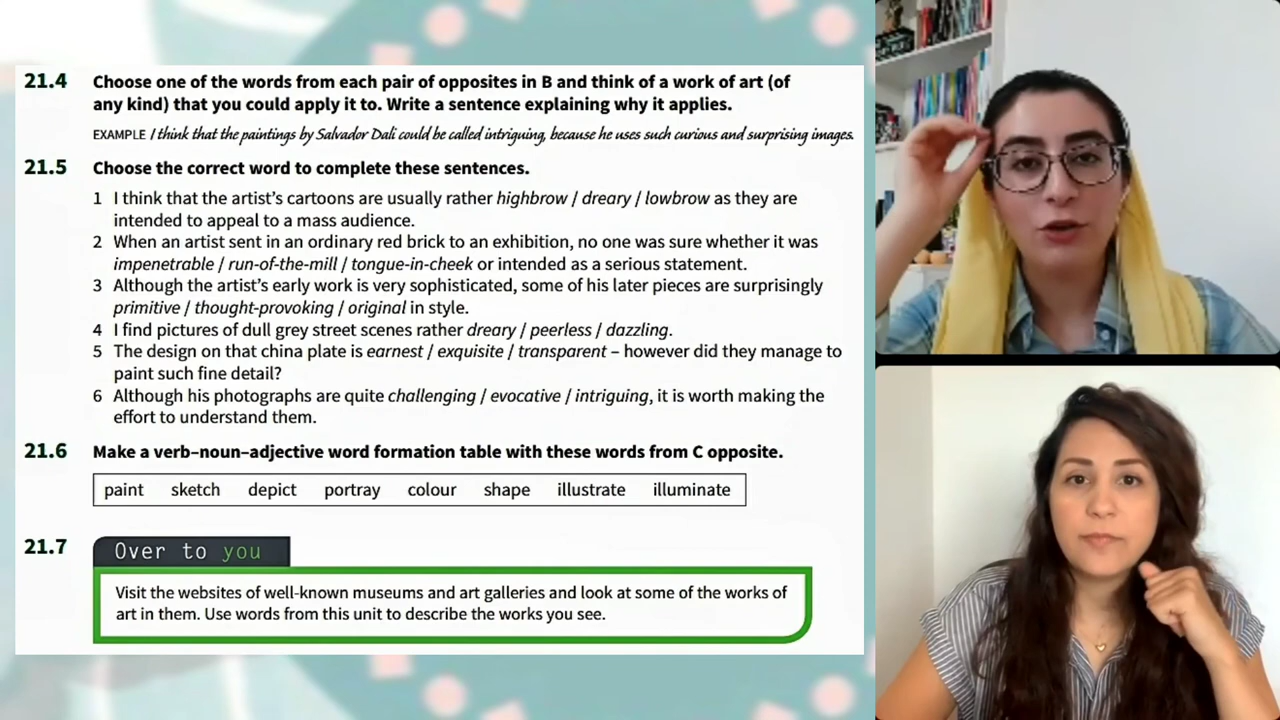 21.4 Choose one of the words from each pair of opposites in B and think of a work of art (of
any kind) that you could apply it to. Write a sentence explaining why it applies.
EXAMPLE I think that the paintings by Salvador Dali could be called intriguing, because he uses such curious and surprising images.
21.5 Choose the correct word to complete these sentences.
1 I think that the artist's cartoons are usually rather highbrow / dreary / lowbrow as they are
intended to appeal to a mass audience.
2 When an artist sent in an ordinary red brick to an exhibition, no one was sure whether it was
impenetrable / run-of-the-mill / tongue-in-cheek or intended as a serious statement.
3 Although the artist's early work is very sophisticated, some of his later pieces are surprisingly
primitive / thought-provoking / original in style.
4 I find pictures of dull grey street scenes rather dreary / peerless / dazzling.
5 The design on that china plate is earnest / exquisite / transparent – however did they manage to
paint such fine detail?
6 Although his photographs are quite challenging / evocative / intriguing, it is worth making the
effort to understand them.
21.6 Make a verb–noun–adjective word formation table with these words from C opposite.
paint sketch depict portray colour shape illustrate illuminate
21.7 Over to you
Visit the websites of well-known museums and art galleries and look at some of the works of
art in them. Use words from this unit to describe the works you see.